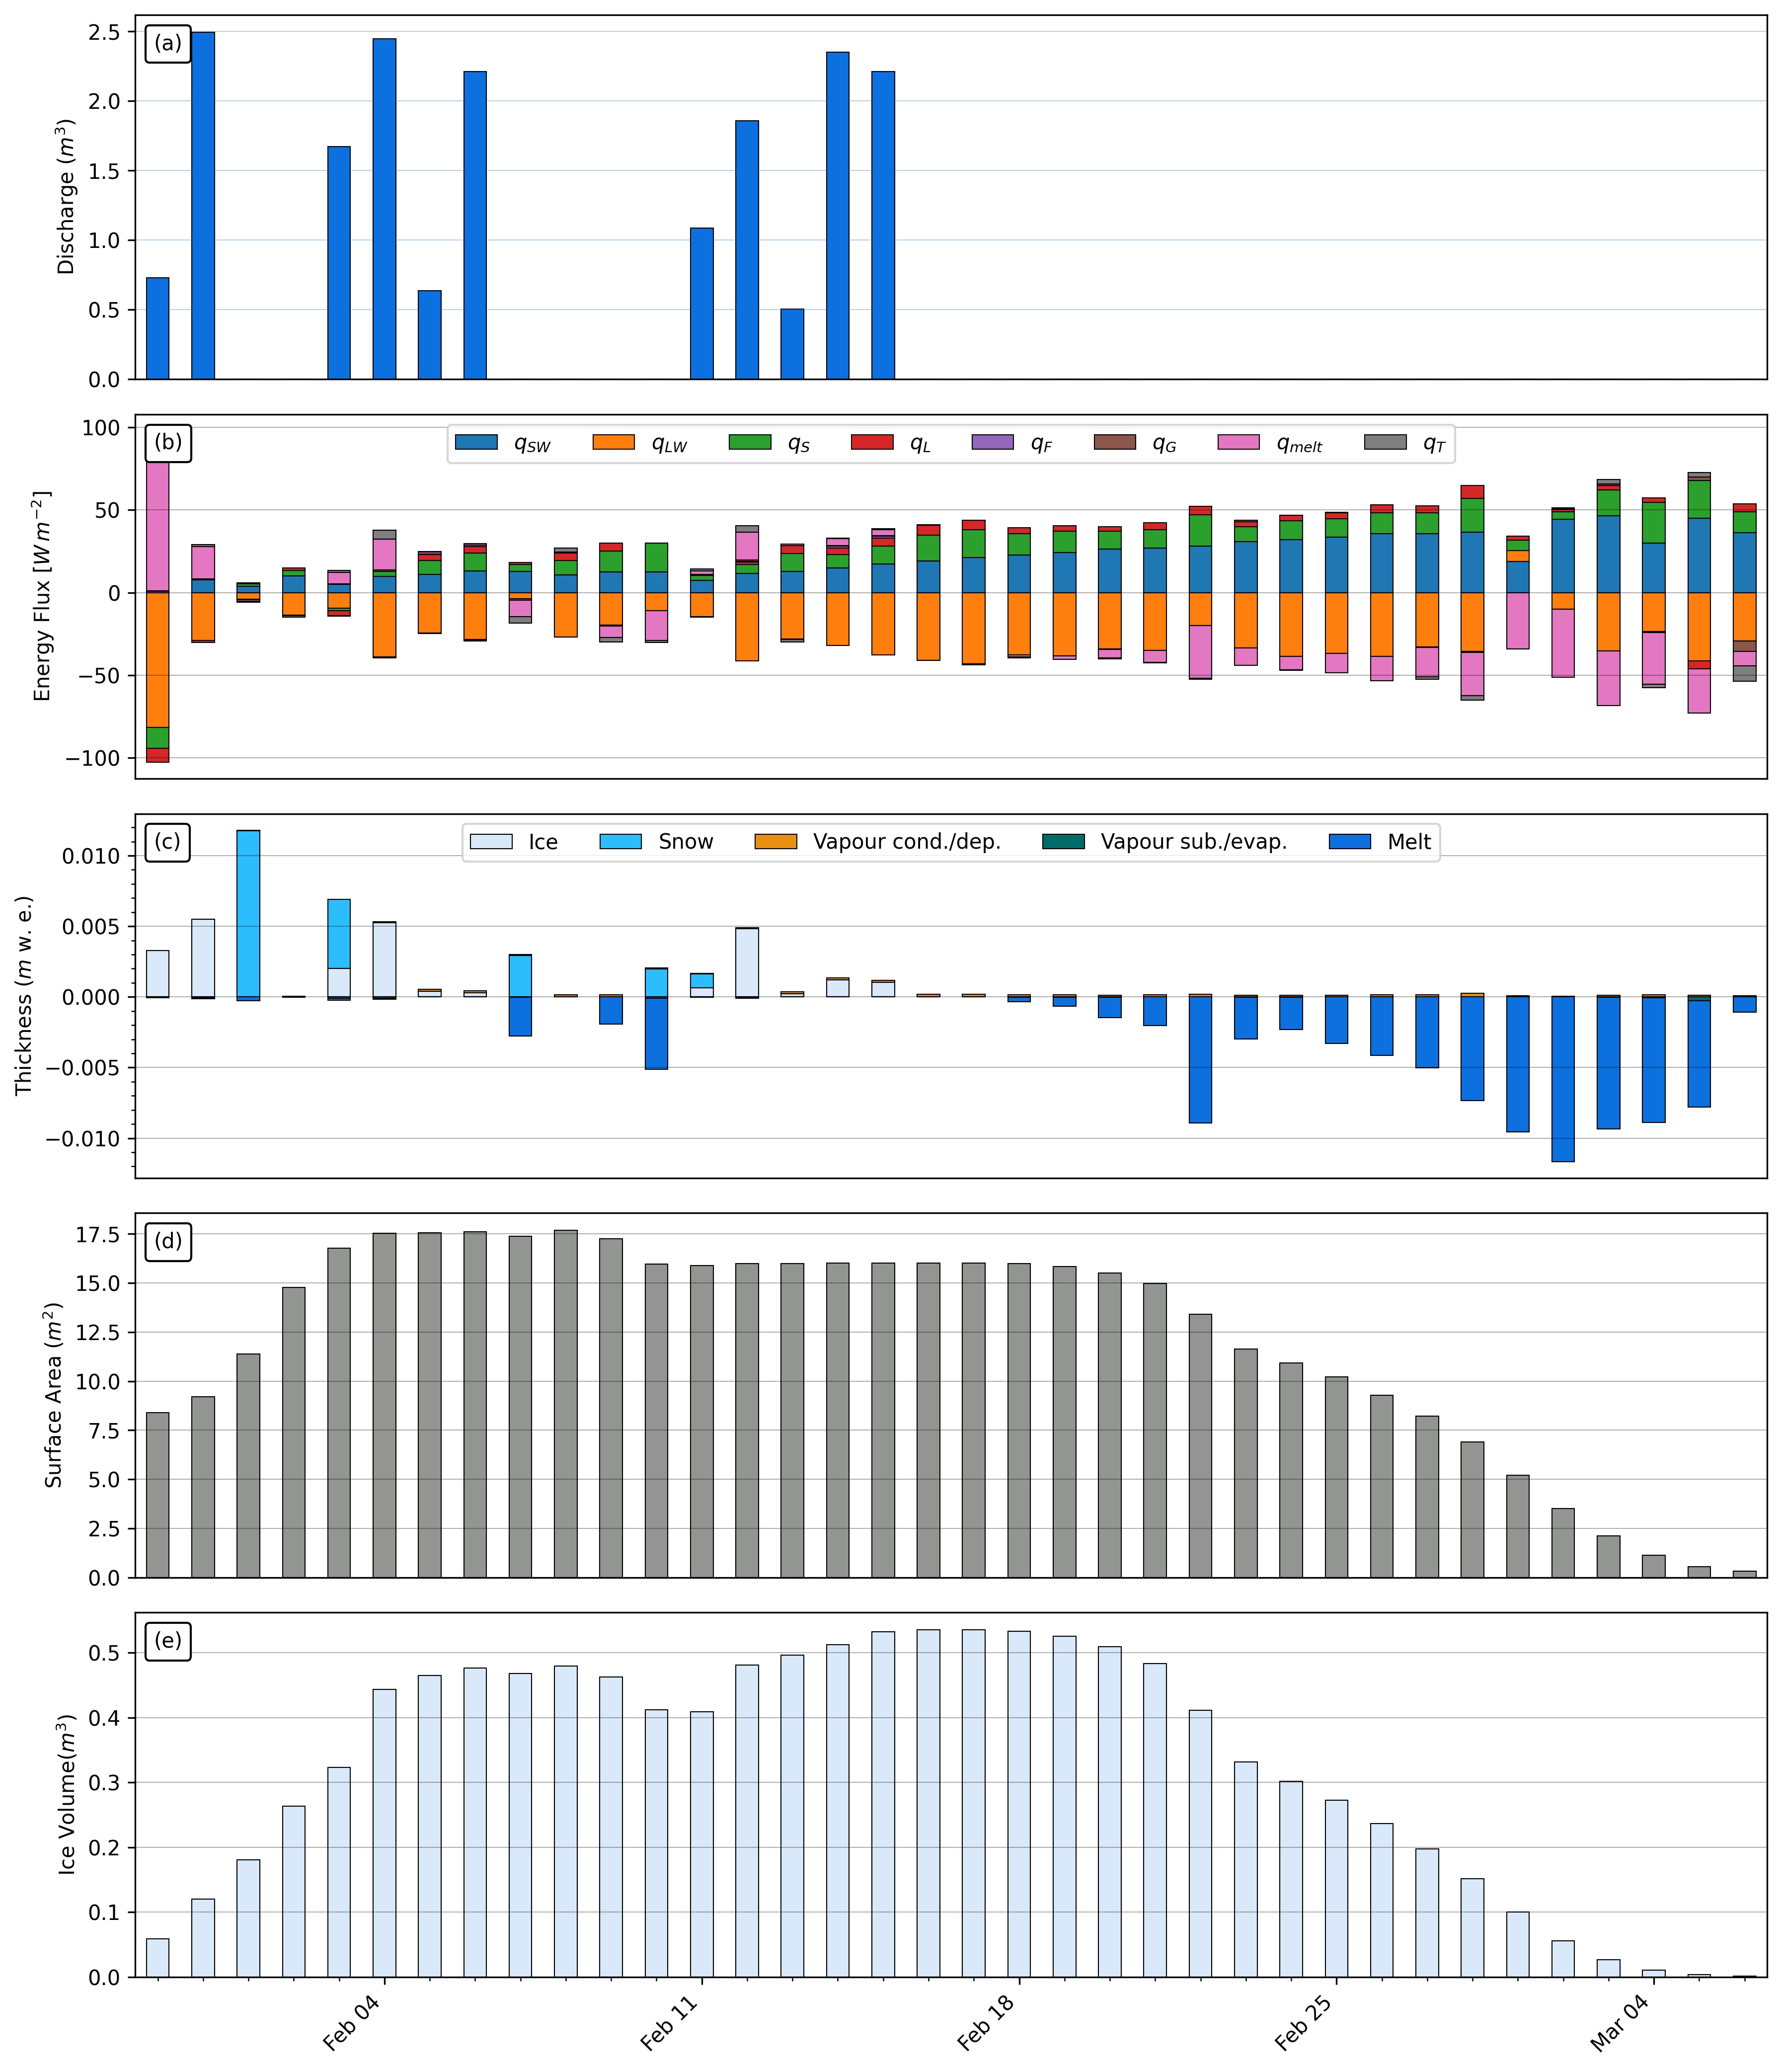 (a)
Discharge (m³)
2.5
2.0
1.5
1.0
0.5
0.0
(b)
q_SW q_LW q_S q_L q_F q_G q_melt q_T
Energy Flux [W m⁻²]
100
50
0
−50
−100
(c)
Ice Snow Vapour cond./dep. Vapour sub./evap. Melt
Thickness (m w. e.)
0.010
0.005
0.000
−0.005
−0.010
(d)
Surface Area (m²)
17.5
15.0
12.5
10.0
7.5
5.0
2.5
0.0
(e)
Ice Volume(m³)
0.5
0.4
0.3
0.2
0.1
0.0
Feb 04 Feb 11 Feb 18 Feb 25 Mar 04